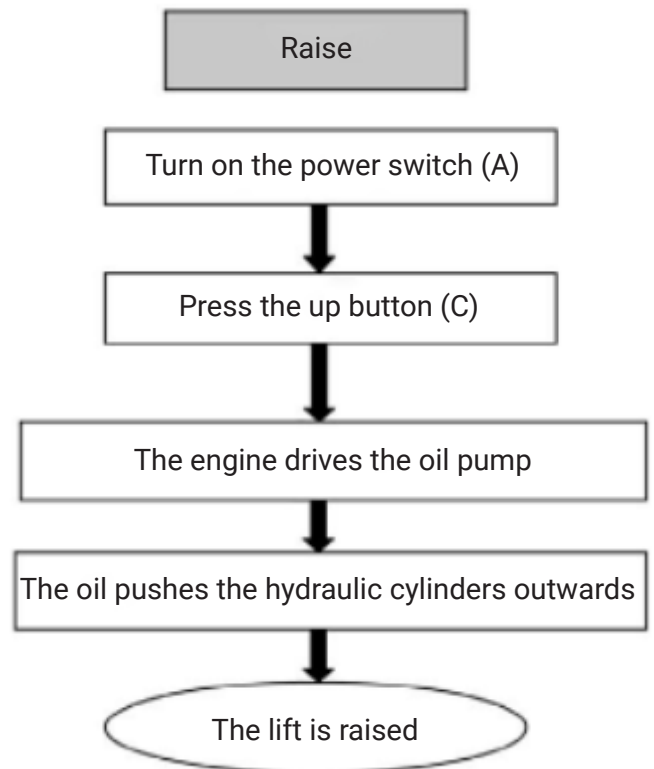 Raise
Turn on the power switch (A)
Press the up button (C)
The engine drives the oil pump
The oil pushes the hydraulic cylinders outwards
The lift is raised